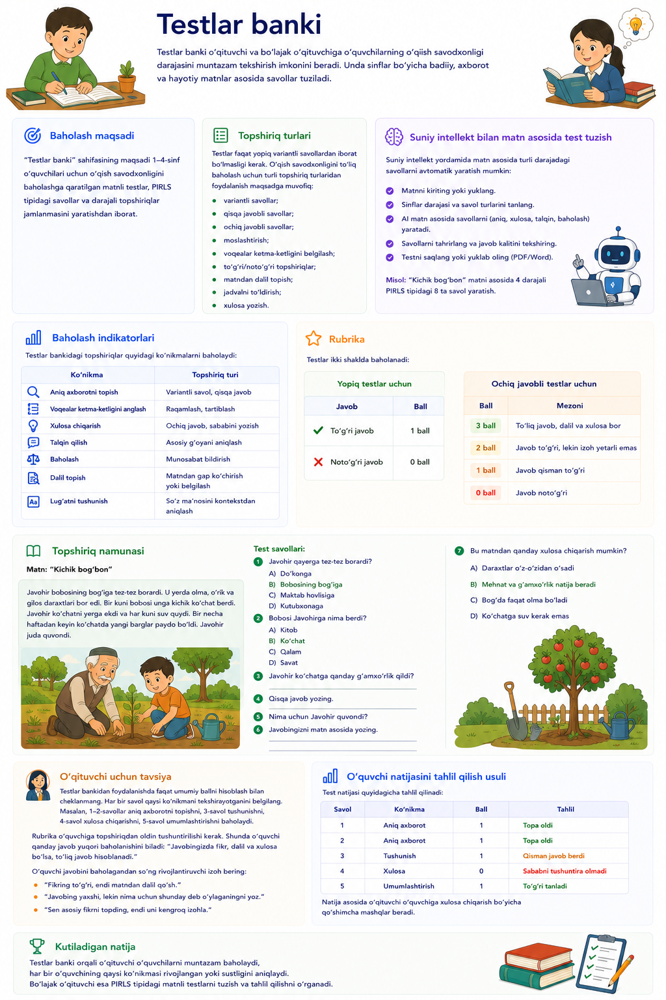 Testlar banki
Testlar banki o‘qituvchi va bo‘lajak o‘qituvchiga o‘quvchilarning o‘qiish savodxonligi
darajasini muntazam tekshirish imkonini beradi. Unda sinflar bo‘yicha badiiy, axborot
va hayotiy matnlar asosida savollar tuziladi.
Baholash maqsadi
“Testlar banki” sahifasining maqsadi 1–4-sinf
o‘quvchilari uchun o‘qish savodxonligini
baholashga qaratilgan matnli testlar, PIRLS
tipidagi savollar va darajali topshiriqlar
jamlanmasini yaratishdan iborat.
Topshiriq turlari
Testlar faqat yopiq variantli savollardan iborat
bo‘lmasligi kerak. O‘qish savodxonligini to‘liq
baholash uchun turli topshiriq turlaridan
foydalanish maqsadga muvofiq:
• variantli savollar;
• qisqa javobli savollar;
• ochiq javobli savollar;
• moslashtirish;
• voqealar ketma-ketligini belgilash;
• to‘g‘ri/noto‘g‘ri topshiriqlar;
• matndan dalil topish;
• jadvalni to‘ldirish;
• xulosa yozish.
Suniy intellekt bilan matn asosida test tuzish
Suniy intellekt yordamida matn asosida turli darajadagi
savollarni avtomatik yaratish mumkin:
Matnni kiriting yoki yuklang.
Sinflar darajasi va savol turlarini tanlang.
AI matn asosida savollarni (aniq, xulosa, talqin, baholash)
yaratadi.
Savollarni tahrirlang va javob kalitini tekshiring.
Testni saqlang yoki yuklab oling (PDF/Word).
Misol: “Kichik bog‘bon” matni asosida 4 darajali
PIRLS tipidagi 8 ta savol yaratish.
Baholash indikatorlari
Testlar bankidagi topshiriqlar quyidagi ko‘nikmalarni baholaydi:
Ko‘nikma Topshiriq turi
Aniq axborotni topish Variantli savol, qisqa javob
Voqealar ketma-ketligini anglash Raqamlash, tartiblash
Xulosa chiqarish Ochiq javob, sababini yozish
Talqin qilish Asosiy g‘oyani aniqlash
Baholash Munosabat bildirish
Dalil topish Matndan gap ko‘chirish
yoki belgilash
Aa Lug‘atni tushunish So‘z ma’nosini kontekstdan
aniqlash
Rubrika
Testlar ikki shaklda baholanadi:
Yopiq testlar uchun
Javob Ball
To‘g‘ri javob 1 ball
Noto‘g‘ri javob 0 ball
Ochiq javobli testlar uchun
Ball Mezoni
3 ball To‘liq javob, dalil va xulosa bor
2 ball Javob to‘g‘ri, lekin izoh yetarli emas
1 ball Javob qisman to‘g‘ri
0 ball Javob noto‘g‘ri
Topshiriq namunasi
Matn: “Kichik bog‘bon”
Javohir bobosining bog‘iga tez-tez borardi. U yerda olma, o‘rik va
gilos daraxtlari bor edi. Bir kuni bobosi unga kichik ko‘chat berdi.
Javohir ko‘chatni yerga ekdi va har kuni suv quydi. Bir necha
haftadan keyin ko‘chatda yangi barglar paydo bo‘ldi. Javohir
juda quvondi.
Test savollari:
1 Javohir qayerga tez-tez borardi?
A) Do‘konga
B) Bobosining bog‘iga
C) Maktab hovlisiga
D) Kutubxonaga
2 Bobosi Javohirga nima berdi?
A) Kitob
B) Ko‘chat
C) Qalam
D) Savat
3 Javohir ko‘chatga qanday g‘amxo‘rlik qildi?
4 Qisqa javob yozing.
5 Nima uchun Javohir quvondi?
6 Javobingizni matn asosida yozing.
7 Bu matndan qanday xulosa chiqarish mumkin?
A) Daraxtlar o‘z-o‘zidan o‘sadi
B) Mehnat va g‘amxo‘rlik natija beradi
C) Bog‘da faqat olma bo‘ladi
D) Ko‘chatga suv kerak emas
O‘qituvchi uchun tavsiya
Testlar bankidan foydalanishda faqat umumiy ballni hisoblash bilan
cheklanmang. Har bir savol qaysi ko‘nikmani tekshirayotganini belgilang.
Masalan, 1–2-savollar aniq axborotni topishni, 3-savol tushunishni,
4-savol xulosa chiqarishni, 5-savol umumlashtirishni baholaydi.
Rubrika o‘quvchiga topshiriqdan oldin tushuntirilishi kerak. Shunda o‘quvchi
qanday javob yuqori baholanishini biladi: “Javobingizda fikr, dalil va xulosa
bo‘lsa, to‘liq javob hisoblanadi.”
O‘quvchi javobini baholagandan so‘ng rivojlantiruvchi izoh bering:
• “Fikring to‘g‘ri, endi matndan dalil qo‘sh.”
• “Javobing yaxshi, lekin nima uchun shunday deb o‘ylaganingni yoz.”
• “Sen asosiy fikrni topding, endi uni kengroq izohla.”
O‘quvchi natijasini tahlil qilish usuli
Test natijasi quyidagicha tahlil qilinadi:
Savol Ko‘nikma Ball Tahlil
1 Aniq axborot 1 Topa oldi
2 Aniq axborot 1 Topa oldi
3 Tushunish 1 Qisman javob berdi
4 Xulosa 0 Sababni tushuntira olmadi
5 Umumlashtirish 1 To‘g‘ri tanladi
Natija asosida o‘qituvchi o‘quvchiga xulosa chiqarish bo‘yicha
qo‘shimcha mashqlar beradi.
Kutiladigan natija
Testlar banki orqali o‘qituvchi o‘quvchilarni muntazam baholaydi,
har bir o‘quvchining qaysi ko‘nikmasi rivojlangan yoki sustligini aniqlaydi.
Bo‘lajak o‘qituvchi esa PIRLS tipidagi matnli testlarni tuzish va tahlil qilishni o‘rganadi.